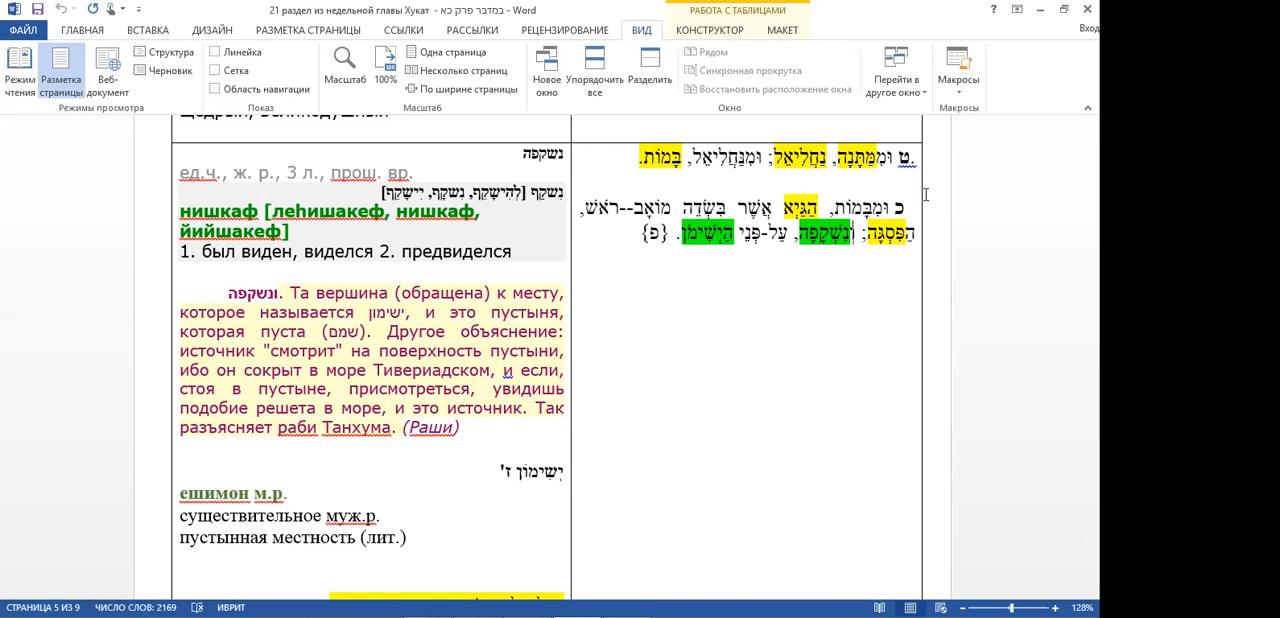 21 раздел из недельной главы Хукат - במדבר פרק כא - Word
РАБОТА С ТАБЛИЦАМИ
ФАЙЛ ГЛАВНАЯ ВСТАВКА ДИЗАЙН РАЗМЕТКА СТРАНИЦЫ ССЫЛКИ РАССЫЛКИ РЕЦЕНЗИРОВАНИЕ ВИД КОНСТРУКТОР МАКЕТ Вход
Режим чтения
Разметка страницы
Веб-документ
Структура
Черновик
Режимы просмотра
Линейка
Сетка
Область навигации
Показ
Масштаб
100%
Одна страница
Несколько страниц
По ширине страницы
Масштаб
Новое окно
Упорядочить все
Разделить
Рядом
Синхронная прокрутка
Восстановить расположение окна
Окно
Перейти в другое окно
Макросы
Макросы
щедрый, великодушный
נשקפה
ед.ч., ж. р., 3 л., прош. вр.
נִשְׁקַף [לְהִישָּׁקֵף, נִשְׁקָף, יִישָּׁקֵף]
нишкаф [леhишакеф, нишкаф,
йийшакеф]
1. был виден, виделся 2. предвиделся
ונשקפה. Та вершина (обращена) к месту,
которое называется ישימון, и это пустыня,
которая пуста (שמם). Другое объяснение:
источник "смотрит" на поверхность пустыни,
ибо он сокрыт в море Тивериадском, и если,
стоя в пустыне, присмотреться, увидишь
подобие решета в море, и это источник. Так
разъясняет раби Танхума. (Раши)
יְשִׁימוֹן ז'
ешимон м.р.
существительное муж.р.
пустынная местность (лит.)
.ט וּמִמַּתָּנָה, נַחֲלִיאֵל; וּמִנַּחֲלִיאֵל, בָּמוֹת.
כ וּמִבָּמוֹת, הַגַּיְא אֲשֶׁר בִּשְׂדֵה מוֹאָב--רֹאשׁ,
הַפִּסְגָּה; וְנִשְׁקָפָה, עַל-פְּנֵי הַיְשִׁימֹן. {פ}
СТРАНИЦА 5 ИЗ 9 ЧИСЛО СЛОВ: 2169 ИВРИТ 128%